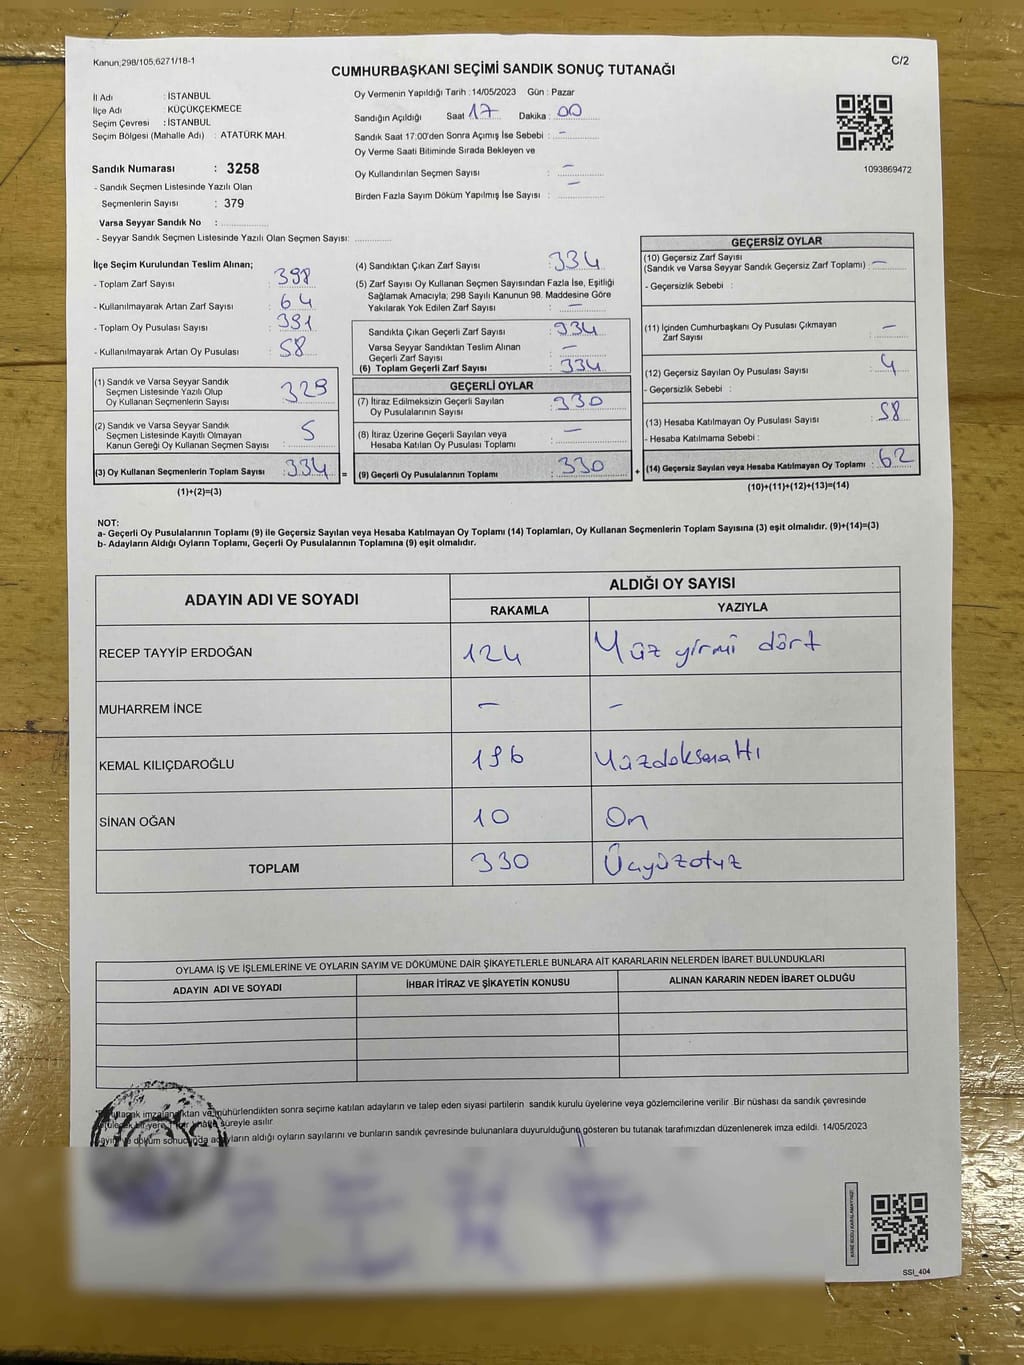 Kanun;298/105,6271/18-1
C/2
CUMHURBAŞKANI SEÇİMİ SANDIK SONUÇ TUTANAĞI
İl Adı : İSTANBUL
İlçe Adı : KÜÇÜKÇEKMECE
Seçim Çevresi : İSTANBUL
Seçim Bölgesi (Mahalle Adı) : ATATÜRK MAH.
Sandık Numarası : 3258
- Sandık Seçmen Listesinde Yazılı Olan
Seçmenlerin Sayısı : 379
Varsa Seyyar Sandık No :
- Seyyar Sandık Seçmen Listesinde Yazılı Olan Seçmen Sayısı:
Oy Vermenin Yapıldığı Tarih : 14/05/2023 Gün : Pazar
Sandığın Açıldığı Saat 17 Dakika : 00
Sandık Saat 17:00'den Sonra Açımış İse Sebebi : -
Oy Verme Saati Bitiminde Sırada Bekleyen ve
Oy Kullandırılan Seçmen Sayısı : -
Birden Fazla Sayım Döküm Yapılmış İse Sayısı : -
1093869472
İlçe Seçim Kurulundan Teslim Alınan;
- Toplam Zarf Sayısı : 398
- Kullanılmayarak Artan Zarf Sayısı : 64
- Toplam Oy Pusulası Sayısı : 391
- Kullanılmayarak Artan Oy Pusulası : 58
(1) Sandık ve Varsa Seyyar Sandık
Seçmen Listesinde Yazılı Olup
Oy Kullanan Seçmenlerin Sayısı : 329
(2) Sandık ve Varsa Seyyar Sandık
Seçmen Listesinde Kayıtlı Olmayan
Kanun Gereği Oy Kullanan Seçmen Sayısı : 5
(3) Oy Kullanan Seçmenlerin Toplam Sayısı : 334 =
(1)+(2)=(3)
(4) Sandıktan Çıkan Zarf Sayısı : 334
(5) Zarf Sayısı Oy Kullanan Seçmen Sayısından Fazla İse, Eşitliği
Sağlamak Amacıyla; 298 Sayılı Kanunun 98. Maddesine Göre
Yakılarak Yok Edilen Zarf Sayısı : -
Sandıkta Çıkan Geçerli Zarf Sayısı : 334
Varsa Seyyar Sandıktan Teslim Alınan
Geçerli Zarf Sayısı : -
(6) Toplam Geçerli Zarf Sayısı : 334
GEÇERLİ OYLAR
(7) İtiraz Edilmeksizin Geçerli Sayılan
Oy Pusulalarının Sayısı : 330
(8) İtiraz Üzerine Geçerli Sayılan veya
Hesaba Katılan Oy Pusulası Toplamı : -
(9) Geçerli Oy Pusulalarının Toplamı : 330 +
GEÇERSİZ OYLAR
(10) Geçersiz Zarf Sayısı
(Sandık ve Varsa Seyyar Sandık Geçersiz Zarf Toplamı) : -
- Geçersizlik Sebebi :
(11) İçinden Cumhurbaşkanı Oy Pusulası Çıkmayan
Zarf Sayısı : -
(12) Geçersiz Sayılan Oy Pusulası Sayısı : 4
- Geçersizlik Sebebi :
(13) Hesaba Katılmayan Oy Pusulası Sayısı : 58
- Hesaba Katılmama Sebebi :
(14) Geçersiz Sayılan veya Hesaba Katılmayan Oy Toplamı : 62
(10)+(11)+(12)+(13)=(14)
NOT:
a- Geçerli Oy Pusulalarının Toplamı (9) ile Geçersiz Sayılan veya Hesaba Katılmayan Oy Toplamı (14) Toplamları, Oy Kullanan Seçmenlerin Toplam Sayısına (3) eşit olmalıdır. (9)+(14)=(3)
b- Adayların Aldığı Oyların Toplamı, Geçerli Oy Pusulalarının Toplamına (9) eşit olmalıdır.
ADAYIN ADI VE SOYADI
ALDIĞI OY SAYISI
RAKAMLA YAZIYLA
RECEP TAYYİP ERDOĞAN 124 Yüz yirmi dört
MUHARREM İNCE - -
KEMAL KILIÇDAROĞLU 196 Yüzdoksanaltı
SİNAN OĞAN 10 On
TOPLAM 330 Üçyüzotuz
OYLAMA İŞ VE İŞLEMLERİNE VE OYLARIN SAYIM VE DÖKÜMÜNE DAİR ŞİKAYETLERLE BUNLARA AİT KARARLARIN NELERDEN İBARET BULUNDUKLARI
ADAYIN ADI VE SOYADI
İHBAR İTİRAZ VE ŞİKAYETİN KONUSU
ALINAN KARARIN NEDEN İBARET OLDUĞU
mühürlendikten sonra seçime katılan adayların ve talep eden siyasi partilerin sandık kurulu üyelerine veya gözlemcilerine verilir .Bir nüshası da sandık çevresinde
süreyle asılır.
aldığı oyların sayılarını ve bunların sandık çevresinde bulunanlara duyurulduğunu gösteren bu tutanak tarafımızdan düzenlenerek imza edildi. 14/05/2023
SSİ_404